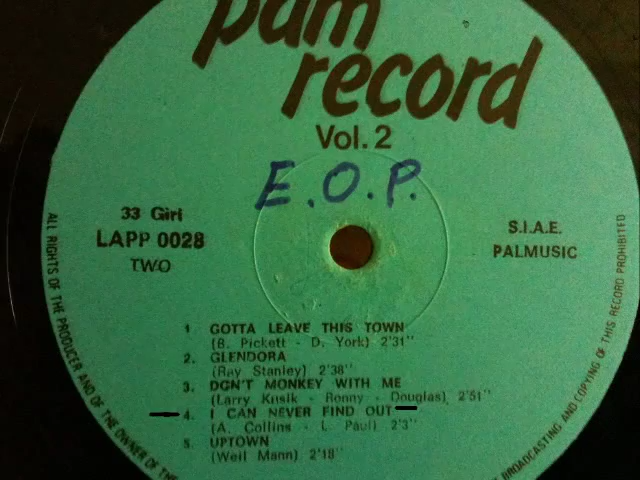 pam
record
Vol. 2
E.O.P.
33 Giri
LAPP 0028
TWO
S.I.A.E.
PALMUSIC
1. GOTTA LEAVE THIS TOWN
(B. Pickett - D. York) 2'31''
2. GLENDORA
(Ray Stanley) 2'38''
3. DON'T MONKEY WITH ME
(Larry Kusik - Ronny - Douglas) 2'51''
4. I CAN NEVER FIND OUT
(A. Collins - L. Paul) 2'3''
5. UPTOWN
(Weil Mann) 2'18''
ALL RIGHTS OF THE PRODUCER AND OF THE OWNER OF THE
BROADCASTING AND COPYING OF THIS RECORD PROHIBITED